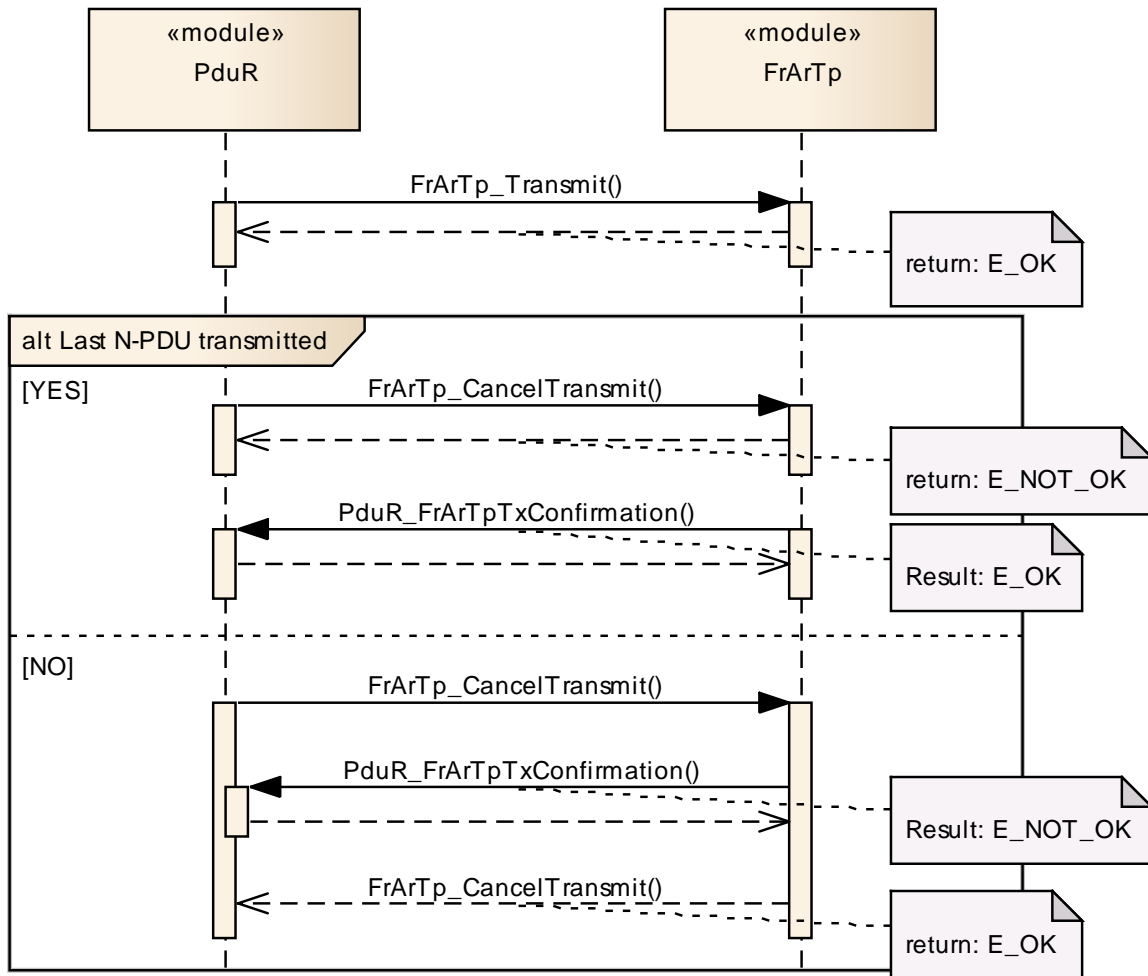 «module»
PduR
«module»
FrArTp
FrArTp_Transmit()
return: E_OK
alt Last N-PDU transmitted
[YES]
FrArTp_CancelTransmit()
return: E_NOT_OK
PduR_FrArTpTxConfirmation()
Result: E_OK
[NO]
FrArTp_CancelTransmit()
PduR_FrArTpTxConfirmation()
Result: E_NOT_OK
FrArTp_CancelTransmit()
return: E_OK